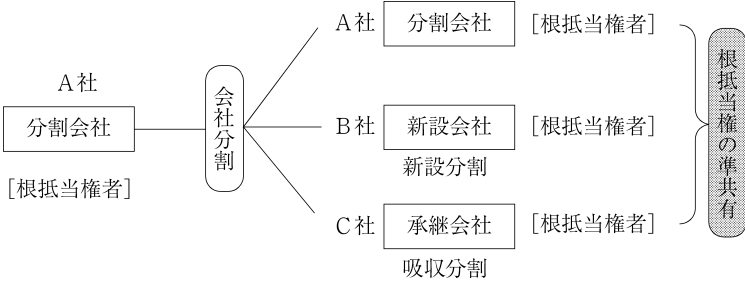 A社
分割会社
[根抵当権者]
会社分割
A社 分割会社 [根抵当権者]
B社 新設会社 [根抵当権者]
新設分割
C社 承継会社 [根抵当権者]
吸収分割
根抵当権の準共有